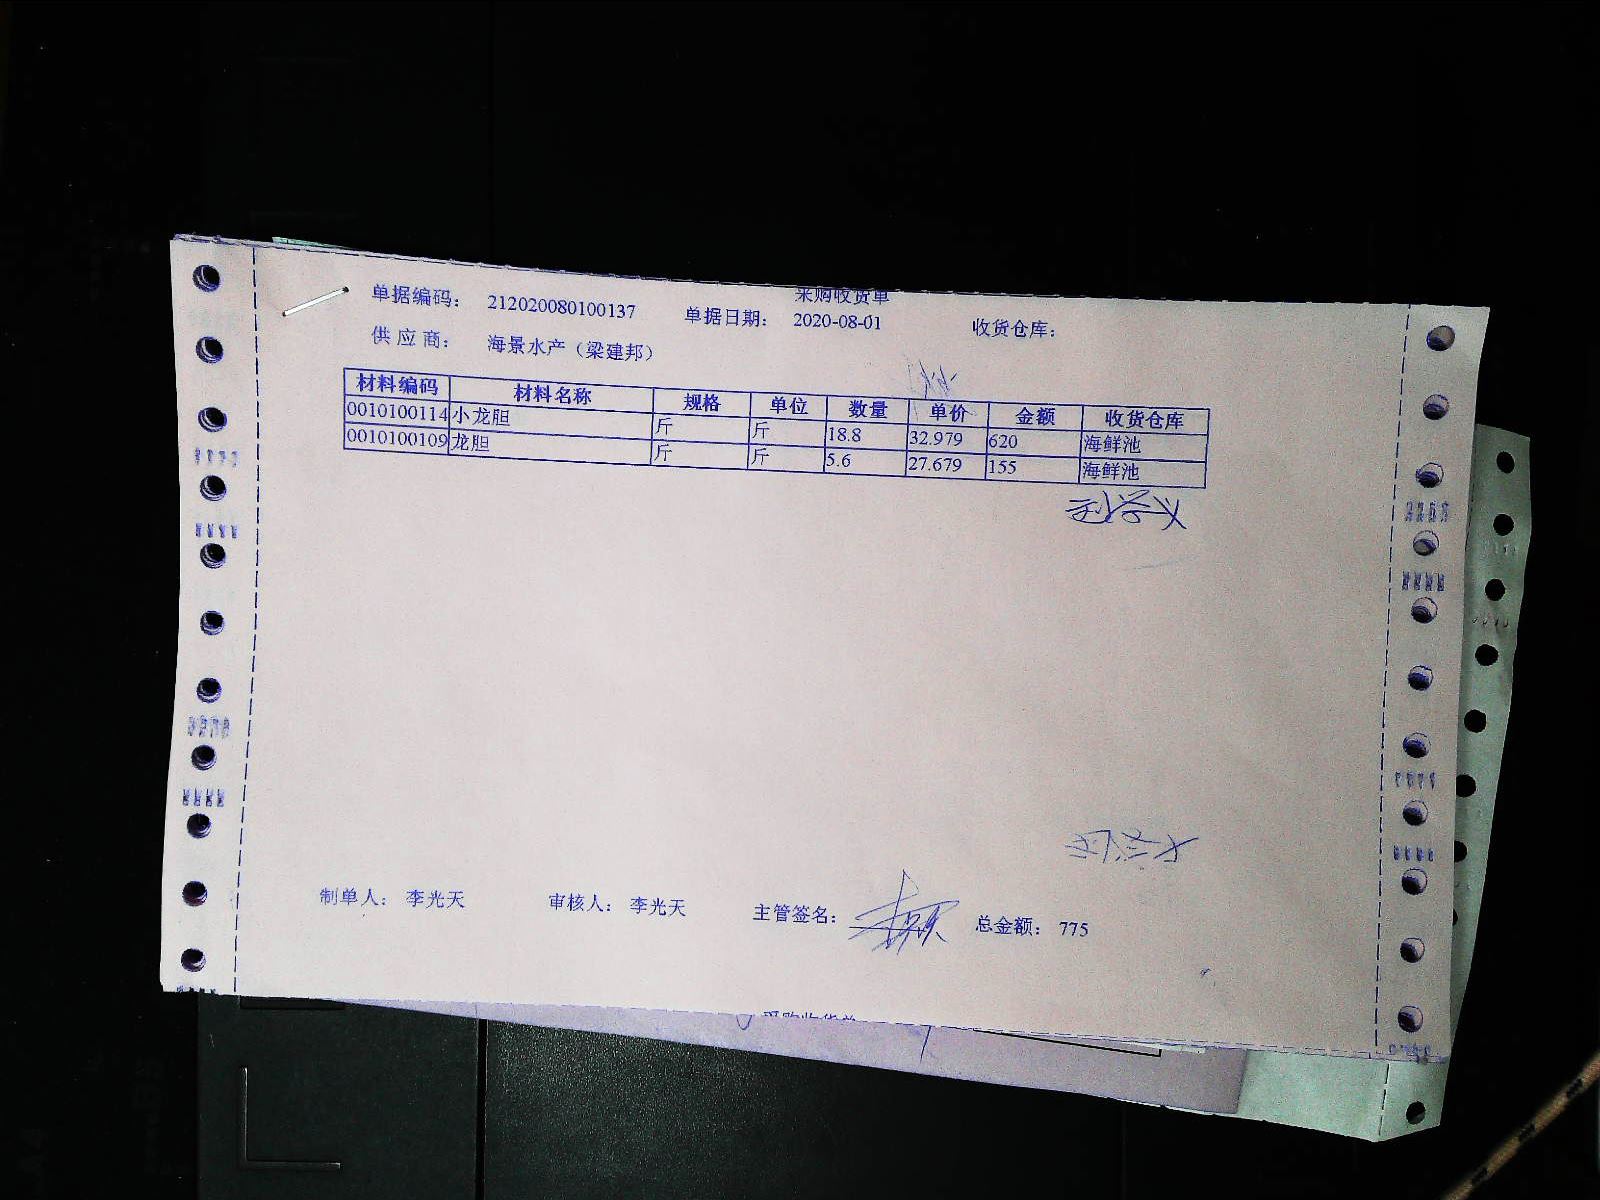 采购收货单
单据编码： 212020080100137 单据日期： 2020-08-01 收货仓库：
供应商： 海景水产（梁建邦）
材料编码 材料名称 规格 单位 数量 单价 金额 收货仓库
0010100114 小龙胆 斤 斤 18.8 32.979 620 海鲜池
0010100109 龙胆 斤 斤 5.6 27.679 155 海鲜池
制单人： 李光天 审核人： 李光天 主管签名： 总金额： 775
采购收货单